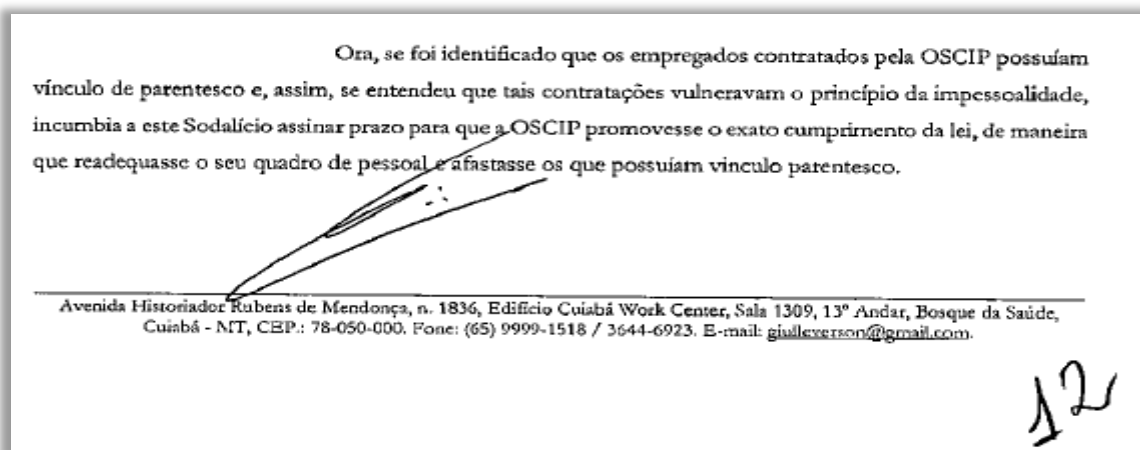 Ora, se foi identificado que os empregados contratados pela OSCIP possuíam
vínculo de parentesco e, assim, se entendeu que tais contratações vulneravam o princípio da impessoalidade,
incumbia a este Sodalício assinar prazo para que a OSCIP promovesse o exato cumprimento da lei, de maneira
que readequasse o seu quadro de pessoal e afastasse os que possuíam vinculo parentesco.
Avenida Historiador Rubens de Mendonça, n. 1836, Edifício Cuiabá Work Center, Sala 1309, 13º Andar, Bosque da Saúde,
Cuiabá - MT, CEP.: 78-050-000. Fone: (65) 9999-1518 / 3644-6923. E-mail: giulleverson@gmail.com.
12